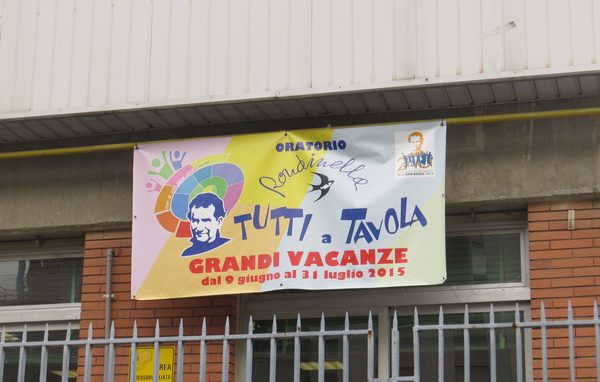 ORATORIO
Rondinella
TUTTI a TAVOLA
GRANDI VACANZE
dal 9 giugno al 31 luglio 2015